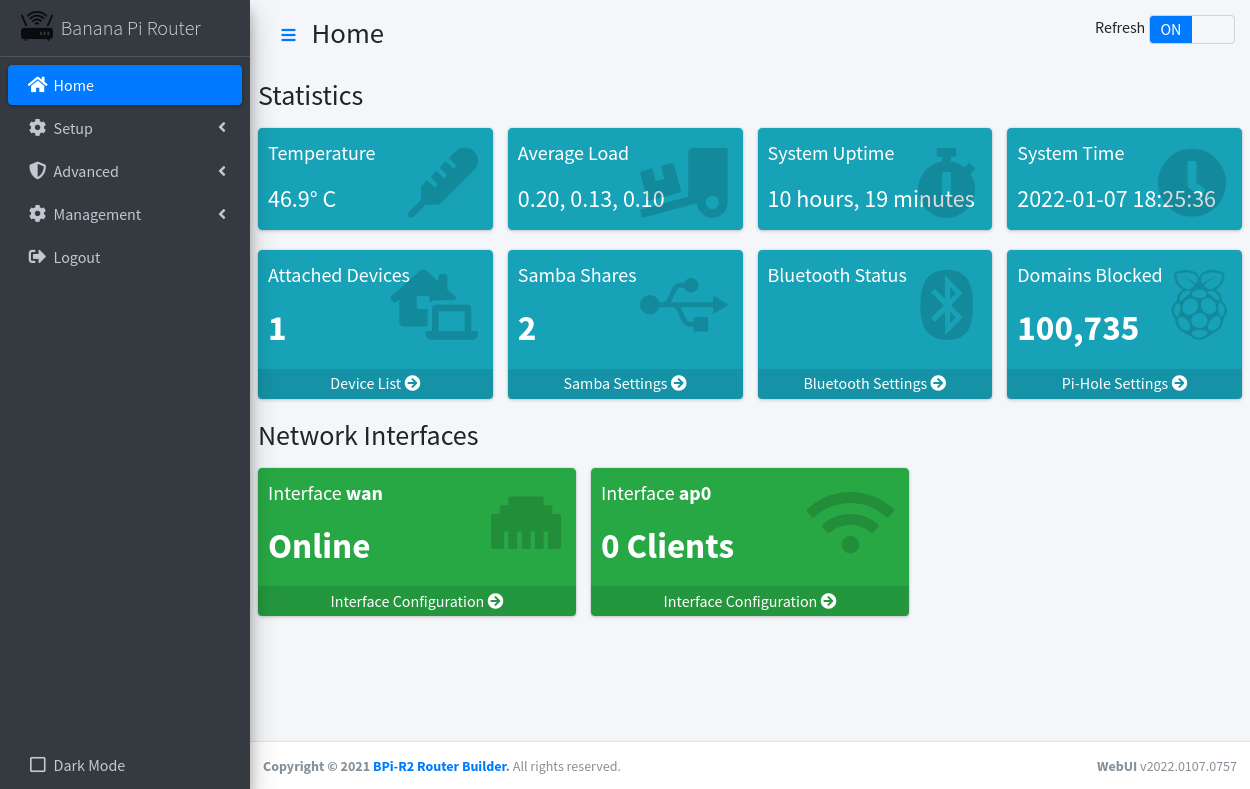 Banana Pi Router
Home
Refresh ON
Home
Setup
Advanced
Management
Logout
Dark Mode
Statistics
Temperature
46.9° C
Average Load
0.20, 0.13, 0.10
System Uptime
10 hours, 19 minutes
System Time
2022-01-07 18:25:36
Attached Devices
1
Device List
Samba Shares
2
Samba Settings
Bluetooth Status
Bluetooth Settings
Domains Blocked
100,735
Pi-Hole Settings
Network Interfaces
Interface wan
Online
Interface Configuration
Interface ap0
0 Clients
Interface Configuration
Copyright © 2021 BPi-R2 Router Builder. All rights reserved.
WebUI v2022.0107.0757